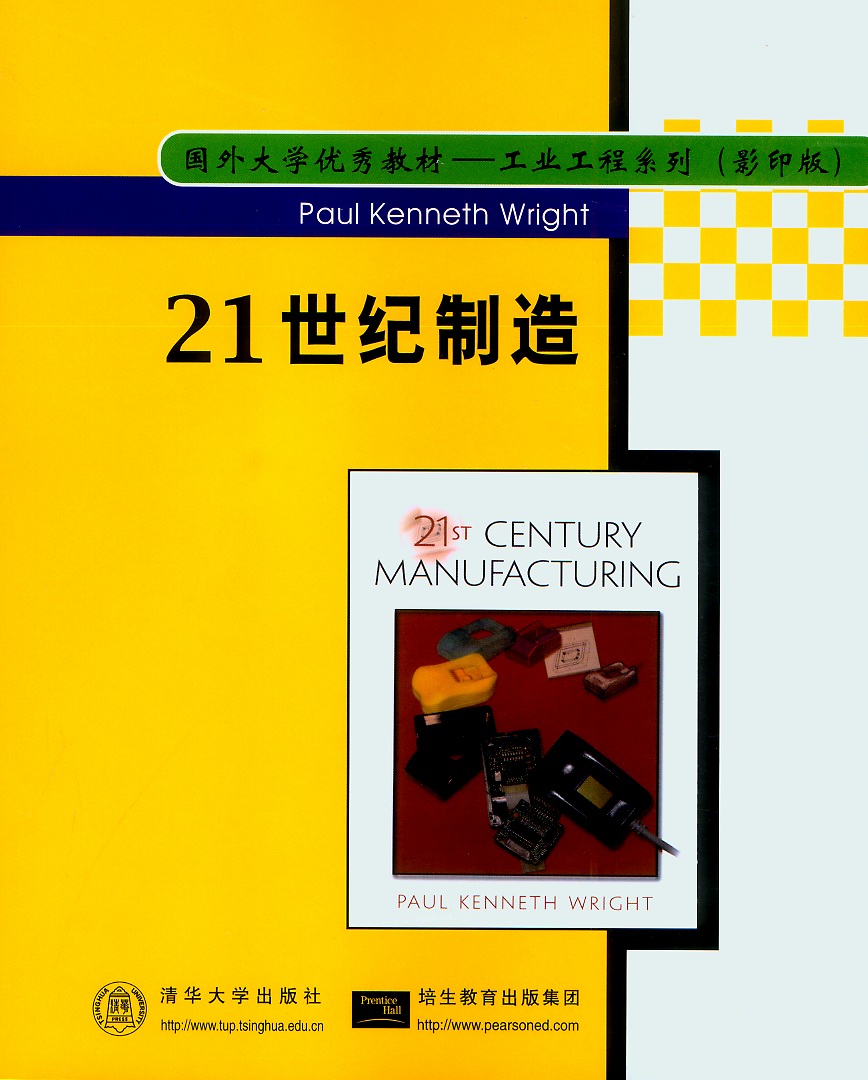 国外大学优秀教材——工业工程系列（影印版）
Paul Kenneth Wright
21世纪制造
21ST CENTURY
MANUFACTURING
PAUL KENNETH WRIGHT
TSINGHUA UNIVERSITY
PRESS
清华大学出版社
http://www.tup.tsinghua.edu.cn
Prentice
Hall
培生教育出版集团
http://www.pearsoned.com